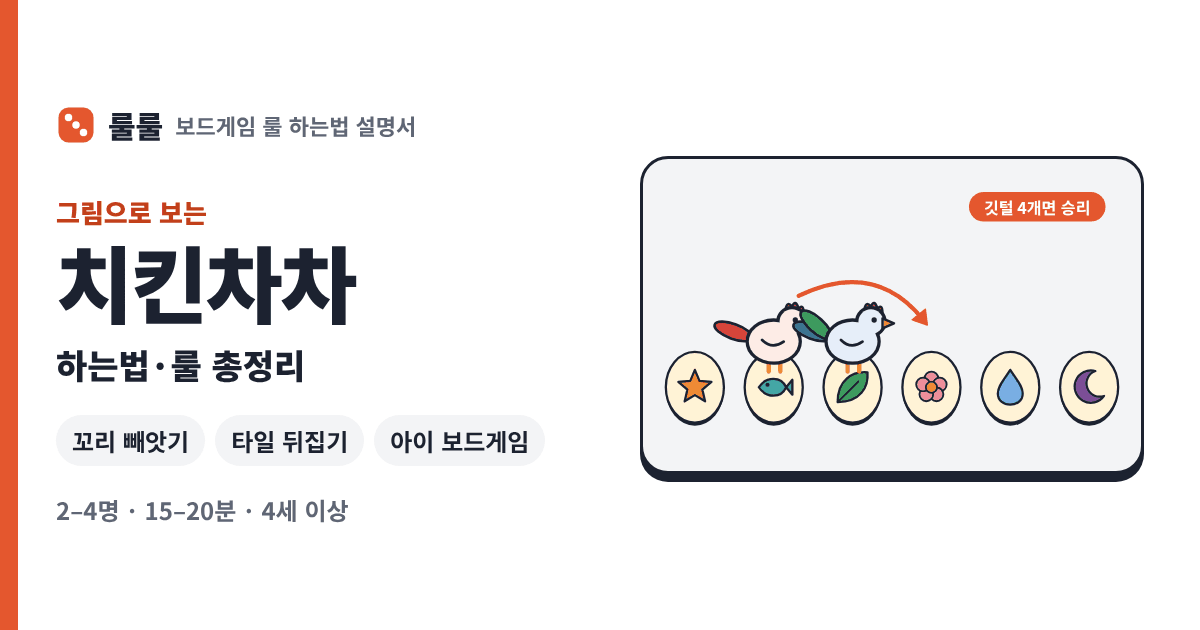 룰룰 보드게임 룰 하는법 설명서
그림으로 보는
치킨차차
하는법·룰 총정리
꼬리 빼앗기 타일 뒤집기 아이 보드게임
2–4명 · 15–20분 · 4세 이상
깃털 4개면 승리